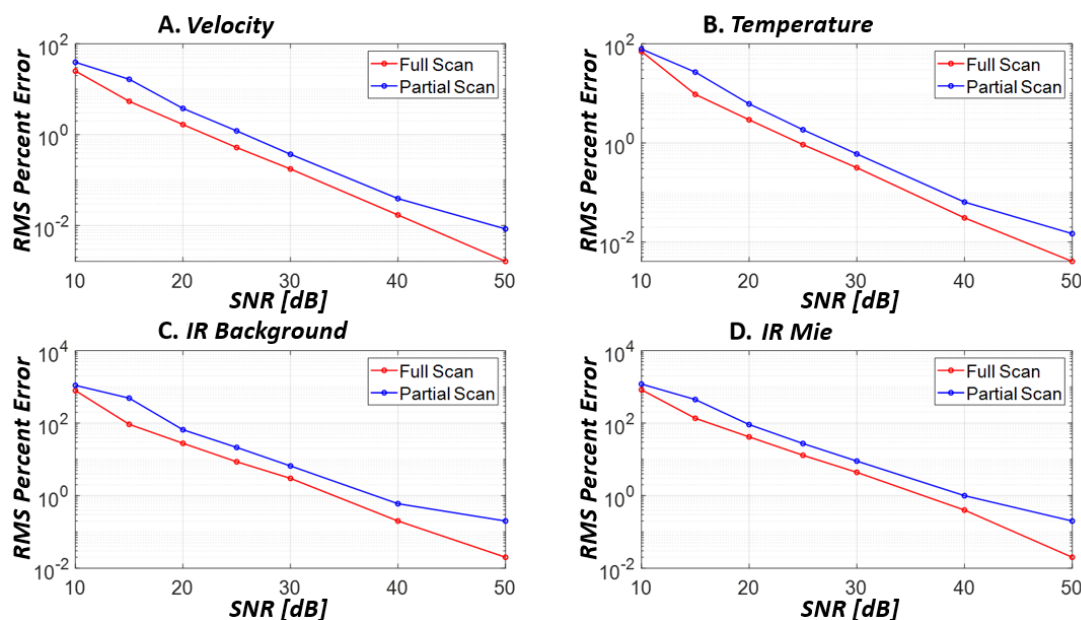 A. Velocity
10^2
10^0
10^-2
RMS Percent Error
Full Scan
Partial Scan
10 20 30 40 50
SNR [dB]
B. Temperature
10^2
10^0
10^-2
RMS Percent Error
Full Scan
Partial Scan
10 20 30 40 50
SNR [dB]
C. IR Background
10^4
10^2
10^0
10^-2
RMS Percent Error
Full Scan
Partial Scan
10 20 30 40 50
SNR [dB]
D. IR Mie
10^4
10^2
10^0
10^-2
RMS Percent Error
Full Scan
Partial Scan
10 20 30 40 50
SNR [dB]